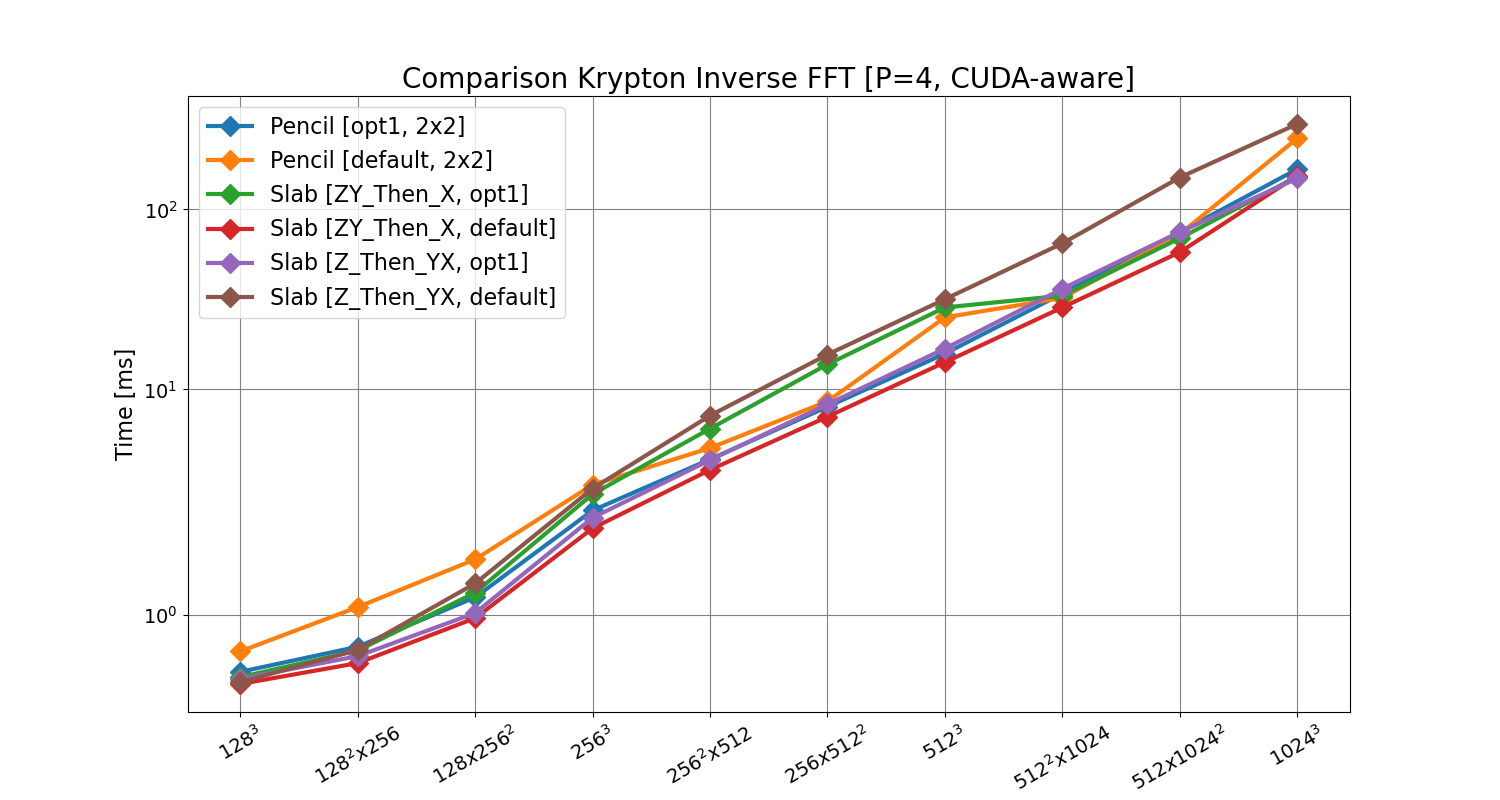 Comparison Krypton Inverse FFT [P=4, CUDA-aware]
Pencil [opt1, 2x2]
Pencil [default, 2x2]
Slab [ZY_Then_X, opt1]
Slab [ZY_Then_X, default]
Slab [Z_Then_YX, opt1]
Slab [Z_Then_YX, default]
Time [ms]
10²
10¹
10⁰
128³
128²x256
128x256²
256³
256²x512
256x512²
512³
512²x1024
512x1024²
1024³